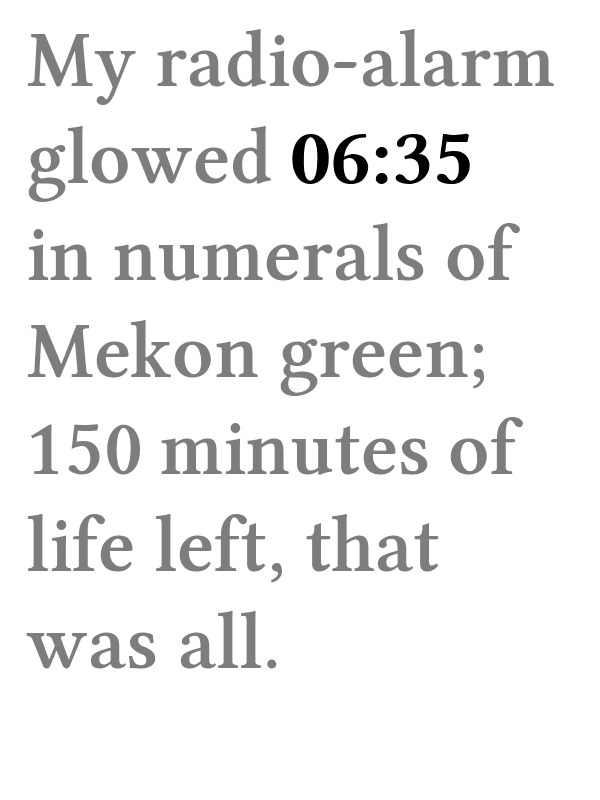 My radio-alarm
glowed 06:35
in numerals of
Mekon green;
150 minutes of
life left, that
was all.